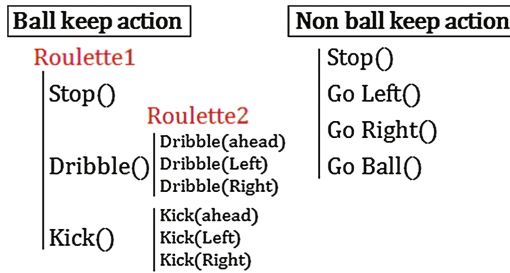 Ball keep action
Roulette1
Stop()
Roulette2
Dribble()
Dribble(ahead)
Dribble(Left)
Dribble(Right)
Kick()
Kick(ahead)
Kick(Left)
Kick(Right)
Non ball keep action
Stop()
Go Left()
Go Right()
Go Ball()